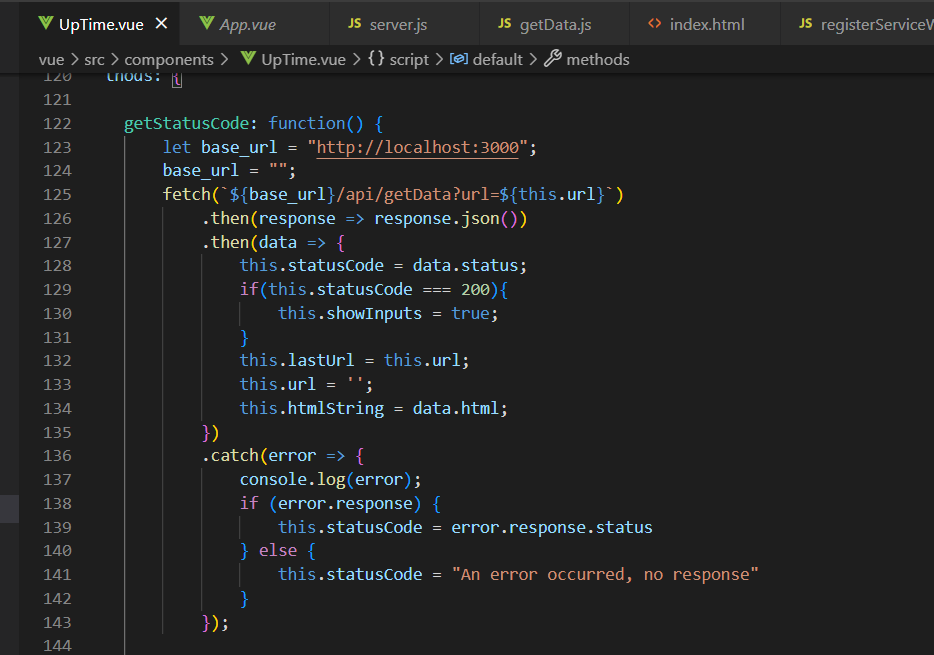 UpTime.vue
App.vue
JS server.js
JS getData.js
<> index.html
JS registerServiceW
vue > src > components > UpTime.vue > {} script > default > methods
120 thods: {
121
122 getStatusCode: function() {
123 let base_url = "http://localhost:3000";
124 base_url = "";
125 fetch(`${base_url}/api/getData?url=${this.url}`)
126 .then(response => response.json())
127 .then(data => {
128 this.statusCode = data.status;
129 if(this.statusCode === 200){
130 this.showInputs = true;
131 }
132 this.lastUrl = this.url;
133 this.url = '';
134 this.htmlString = data.html;
135 })
136 .catch(error => {
137 console.log(error);
138 if (error.response) {
139 this.statusCode = error.response.status
140 } else {
141 this.statusCode = "An error occurred, no response"
142 }
143 });
144